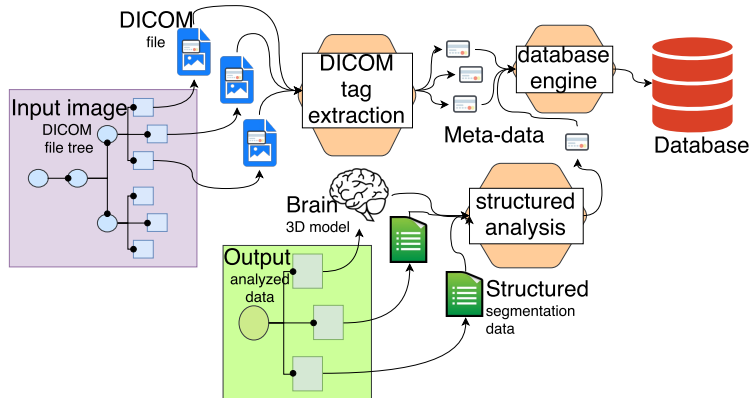 DICOM
file
Input image
DICOM
file tree
DICOM
tag
extraction
Meta-data
database
engine
Database
Brain
3D model
structured
analysis
Output
analyzed
data
Structured
segmentation
data